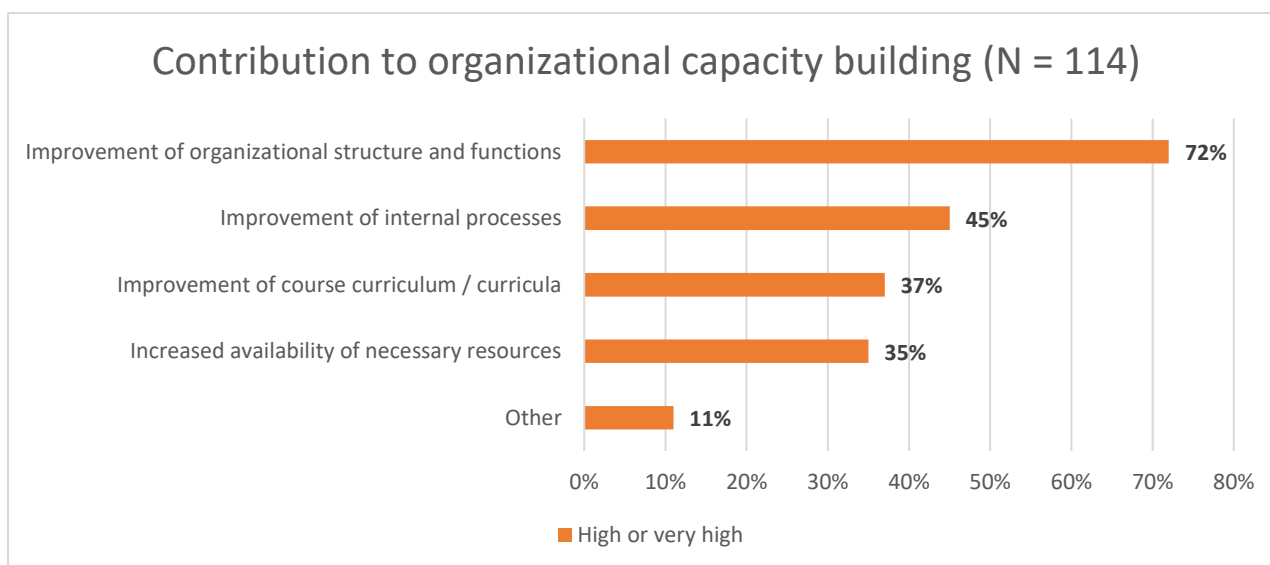 Contribution to organizational capacity building (N = 114)
Improvement of organizational structure and functions 72%
Improvement of internal processes 45%
Improvement of course curriculum / curricula 37%
Increased availability of necessary resources 35%
Other 11%
0% 10% 20% 30% 40% 50% 60% 70% 80%
High or very high